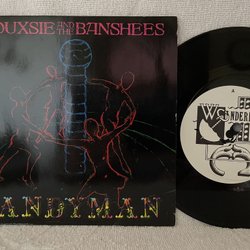 OUXSIE AND THE BANSHEES
ANDYMAN
A